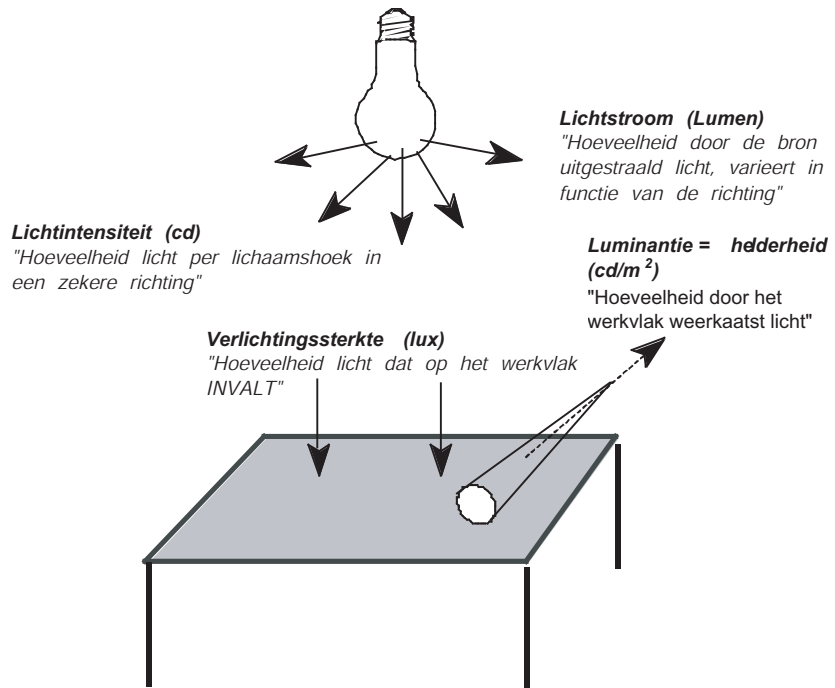 Lichtstroom (Lumen)
"Hoeveelheid door de bron
uitgestraald licht, varieert in
functie van de richting"
Lichtintensiteit (cd)
"Hoeveelheid licht per lichaamshoek in
een zekere richting"
Luminantie = helderheid
(cd/m²)
"Hoeveelheid door het
werkvlak weerkaatst licht"
Verlichtingssterkte (lux)
"Hoeveelheid licht dat op het werkvlak
INVALT"